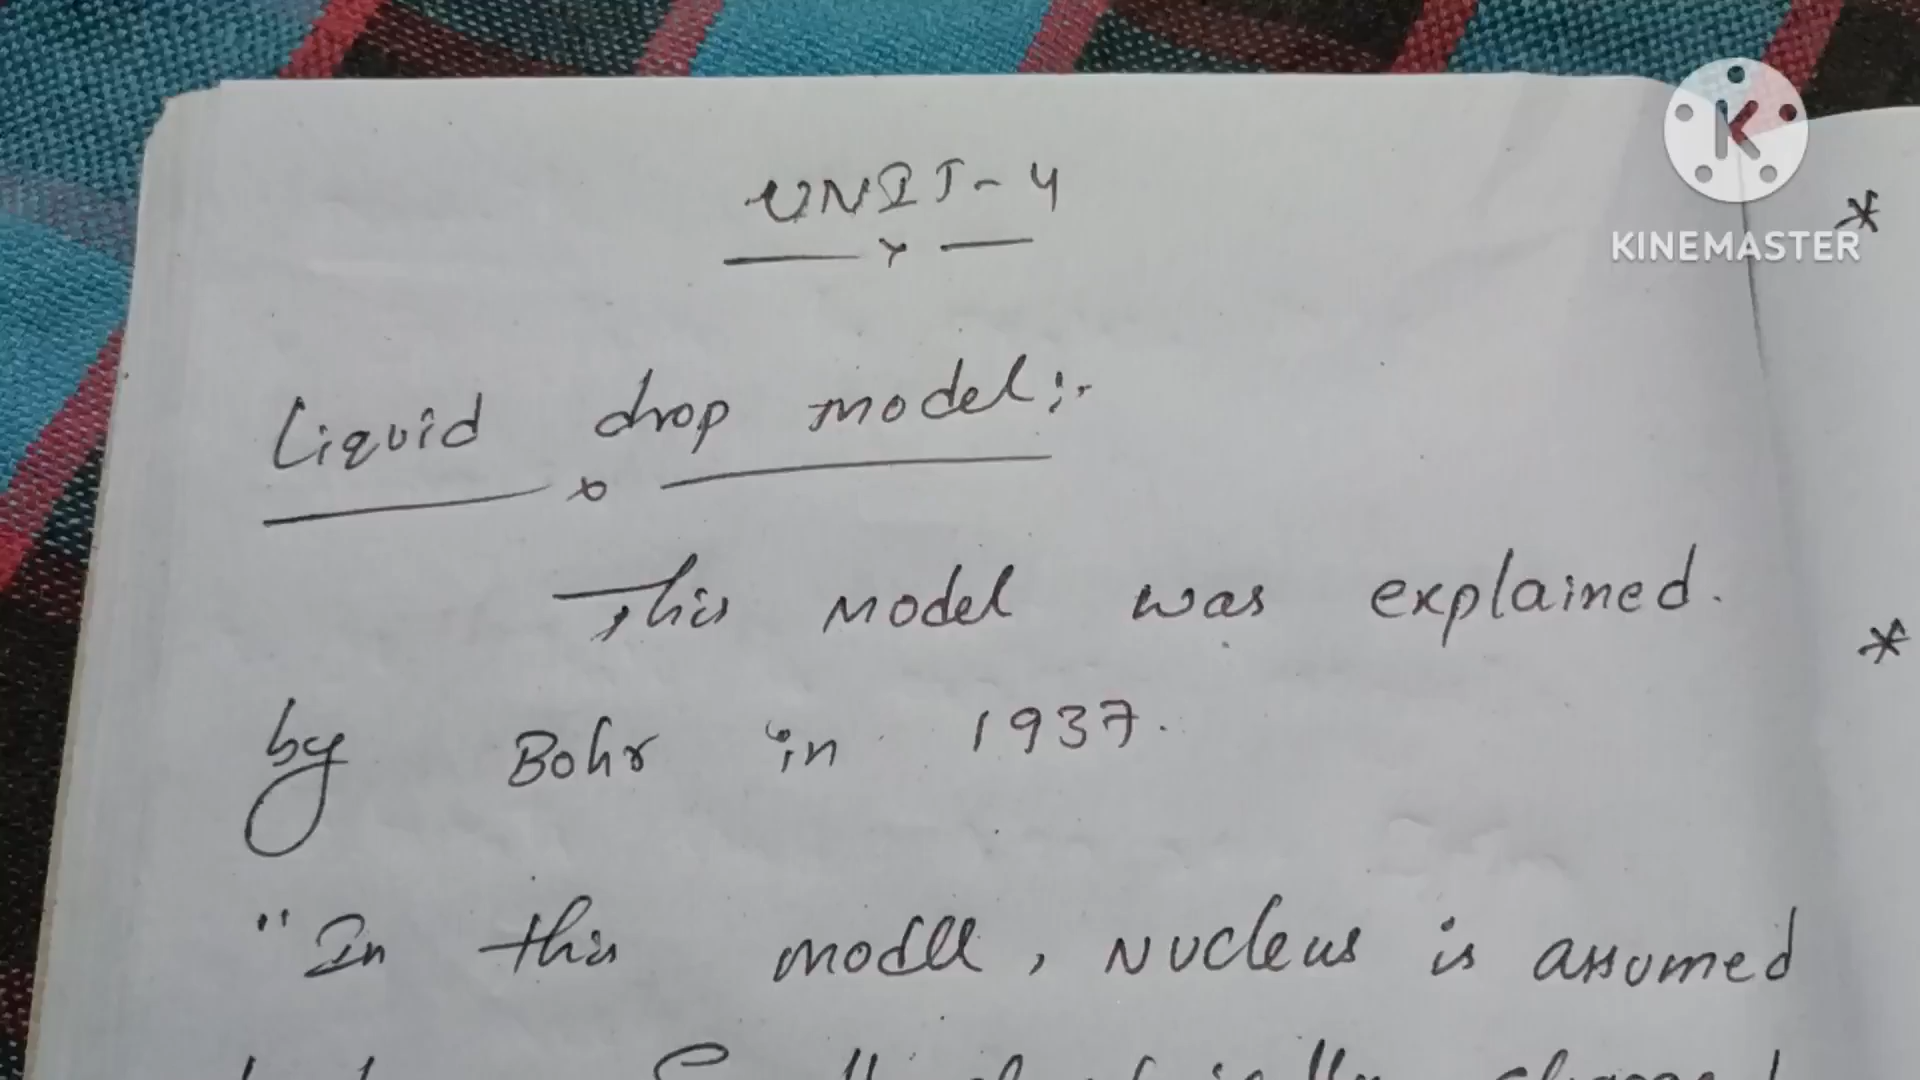 UNIT-4
Liquid drop model:-
This model was explained.
by Bohr in 1937.
"In this model, Nucleus is assumed
KINEMASTER
*
*